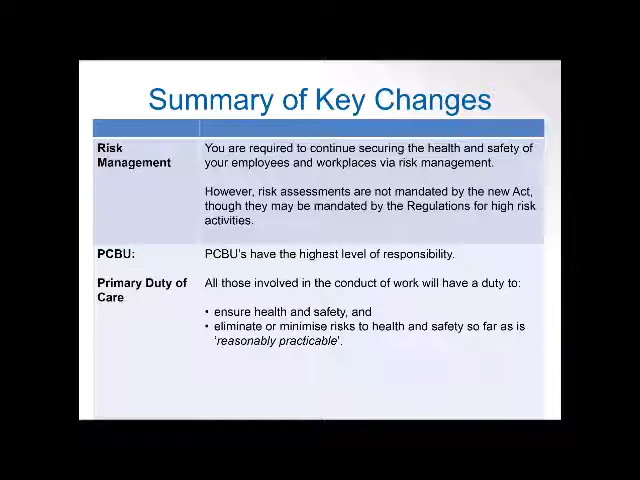 Summary of Key Changes
Risk
Management
You are required to continue securing the health and safety of
your employees and workplaces via risk management.
However, risk assessments are not mandated by the new Act,
though they may be mandated by the Regulations for high risk
activities.
PCBU:
PCBU's have the highest level of responsibility.
Primary Duty of
Care
All those involved in the conduct of work will have a duty to:
• ensure health and safety, and
• eliminate or minimise risks to health and safety so far as is
'reasonably practicable'.